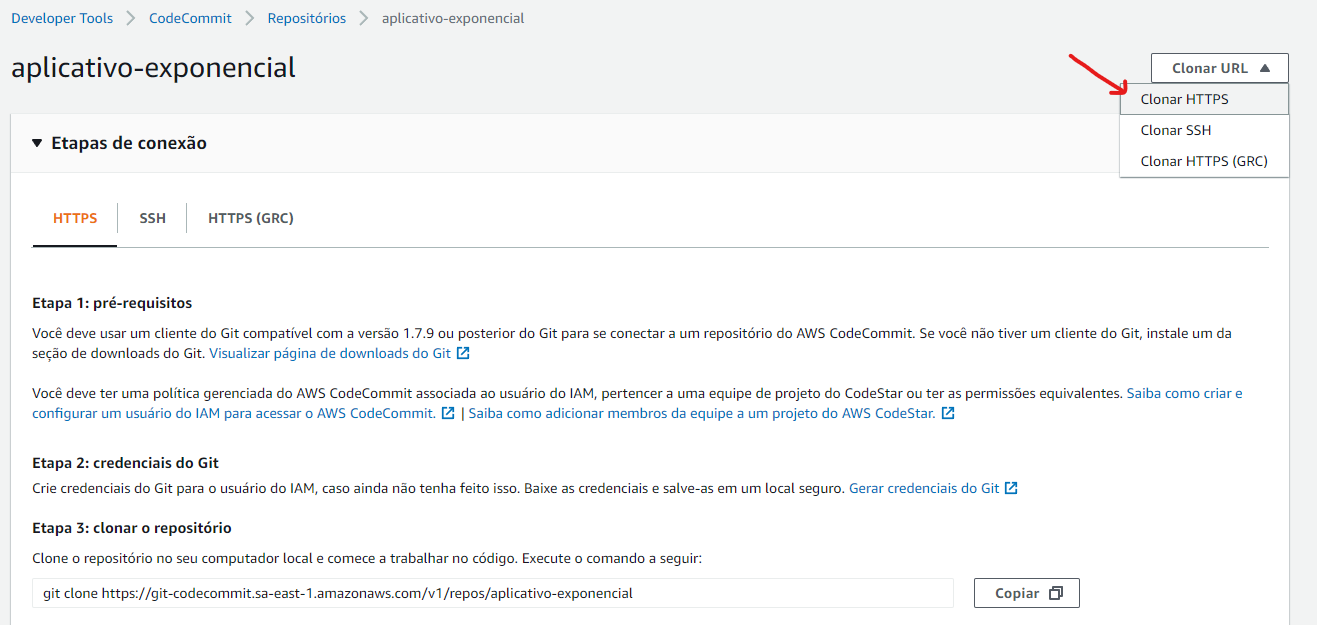 Developer Tools > CodeCommit > Repositórios > aplicativo-exponencial
aplicativo-exponencial
Clonar URL ▲
Clonar HTTPS
Clonar SSH
Clonar HTTPS (GRC)
▼ Etapas de conexão
HTTPS SSH HTTPS (GRC)
Etapa 1: pré-requisitos
Você deve usar um cliente do Git compatível com a versão 1.7.9 ou posterior do Git para se conectar a um repositório do AWS CodeCommit. Se você não tiver um cliente do Git, instale um da
seção de downloads do Git. Visualizar página de downloads do Git
Você deve ter uma política gerenciada do AWS CodeCommit associada ao usuário do IAM, pertencer a uma equipe de projeto do CodeStar ou ter as permissões equivalentes. Saiba como criar e
configurar um usuário do IAM para acessar o AWS CodeCommit. | Saiba como adicionar membros da equipe a um projeto do AWS CodeStar.
Etapa 2: credenciais do Git
Crie credenciais do Git para o usuário do IAM, caso ainda não tenha feito isso. Baixe as credenciais e salve-as em um local seguro. Gerar credenciais do Git
Etapa 3: clonar o repositório
Clone o repositório no seu computador local e comece a trabalhar no código. Execute o comando a seguir:
git clone https://git-codecommit.sa-east-1.amazonaws.com/v1/repos/aplicativo-exponencial
Copiar